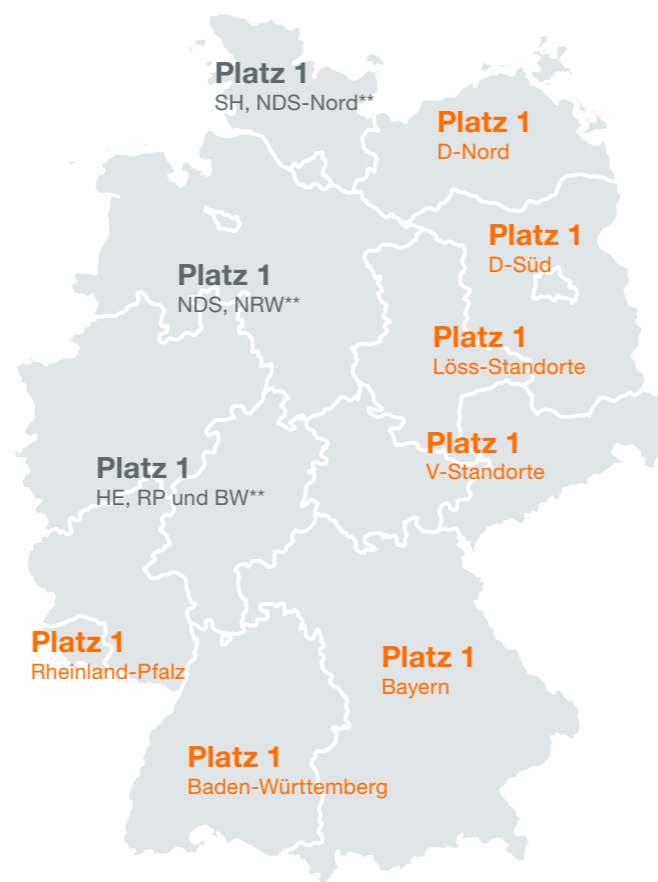 Platz 1
SH, NDS-Nord**
Platz 1
D-Nord
Platz 1
D-Süd
Platz 1
NDS, NRW**
Platz 1
Löss-Standorte
Platz 1
V-Standorte
Platz 1
HE, RP und BW**
Platz 1
Rheinland-Pfalz
Platz 1
Bayern
Platz 1
Baden-Württemberg